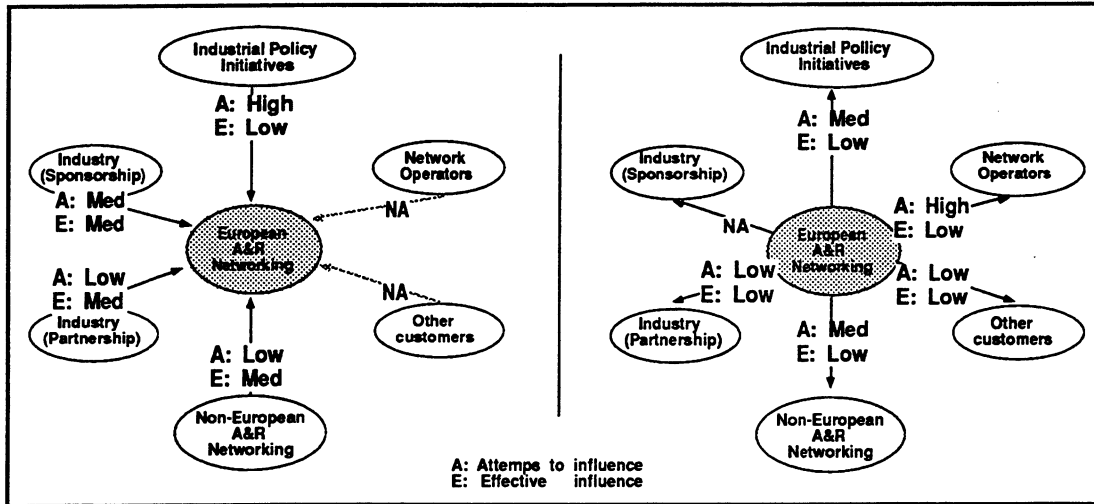 Industrial Policy
Initiatives
A: High
E: Low
Industry
(Sponsorship)
A: Med
E: Med
Network
Operators
NA
European
A&R
Networking
A: Low
E: Med
Industry
(Partnership)
NA
Other
customers
A: Low
E: Med
Non-European
A&R
Networking
Industrial Policy
Initiatives
A: Med
E: Low
Industry
(Sponsorship)
NA
Network
Operators
A: High
E: Low
European
A&R
Networking
A: Low
E: Low
Industry
(Partnership)
A: Low
E: Low
Other
customers
A: Med
E: Low
Non-European
A&R
Networking
A: Attemps to influence
E: Effective influence